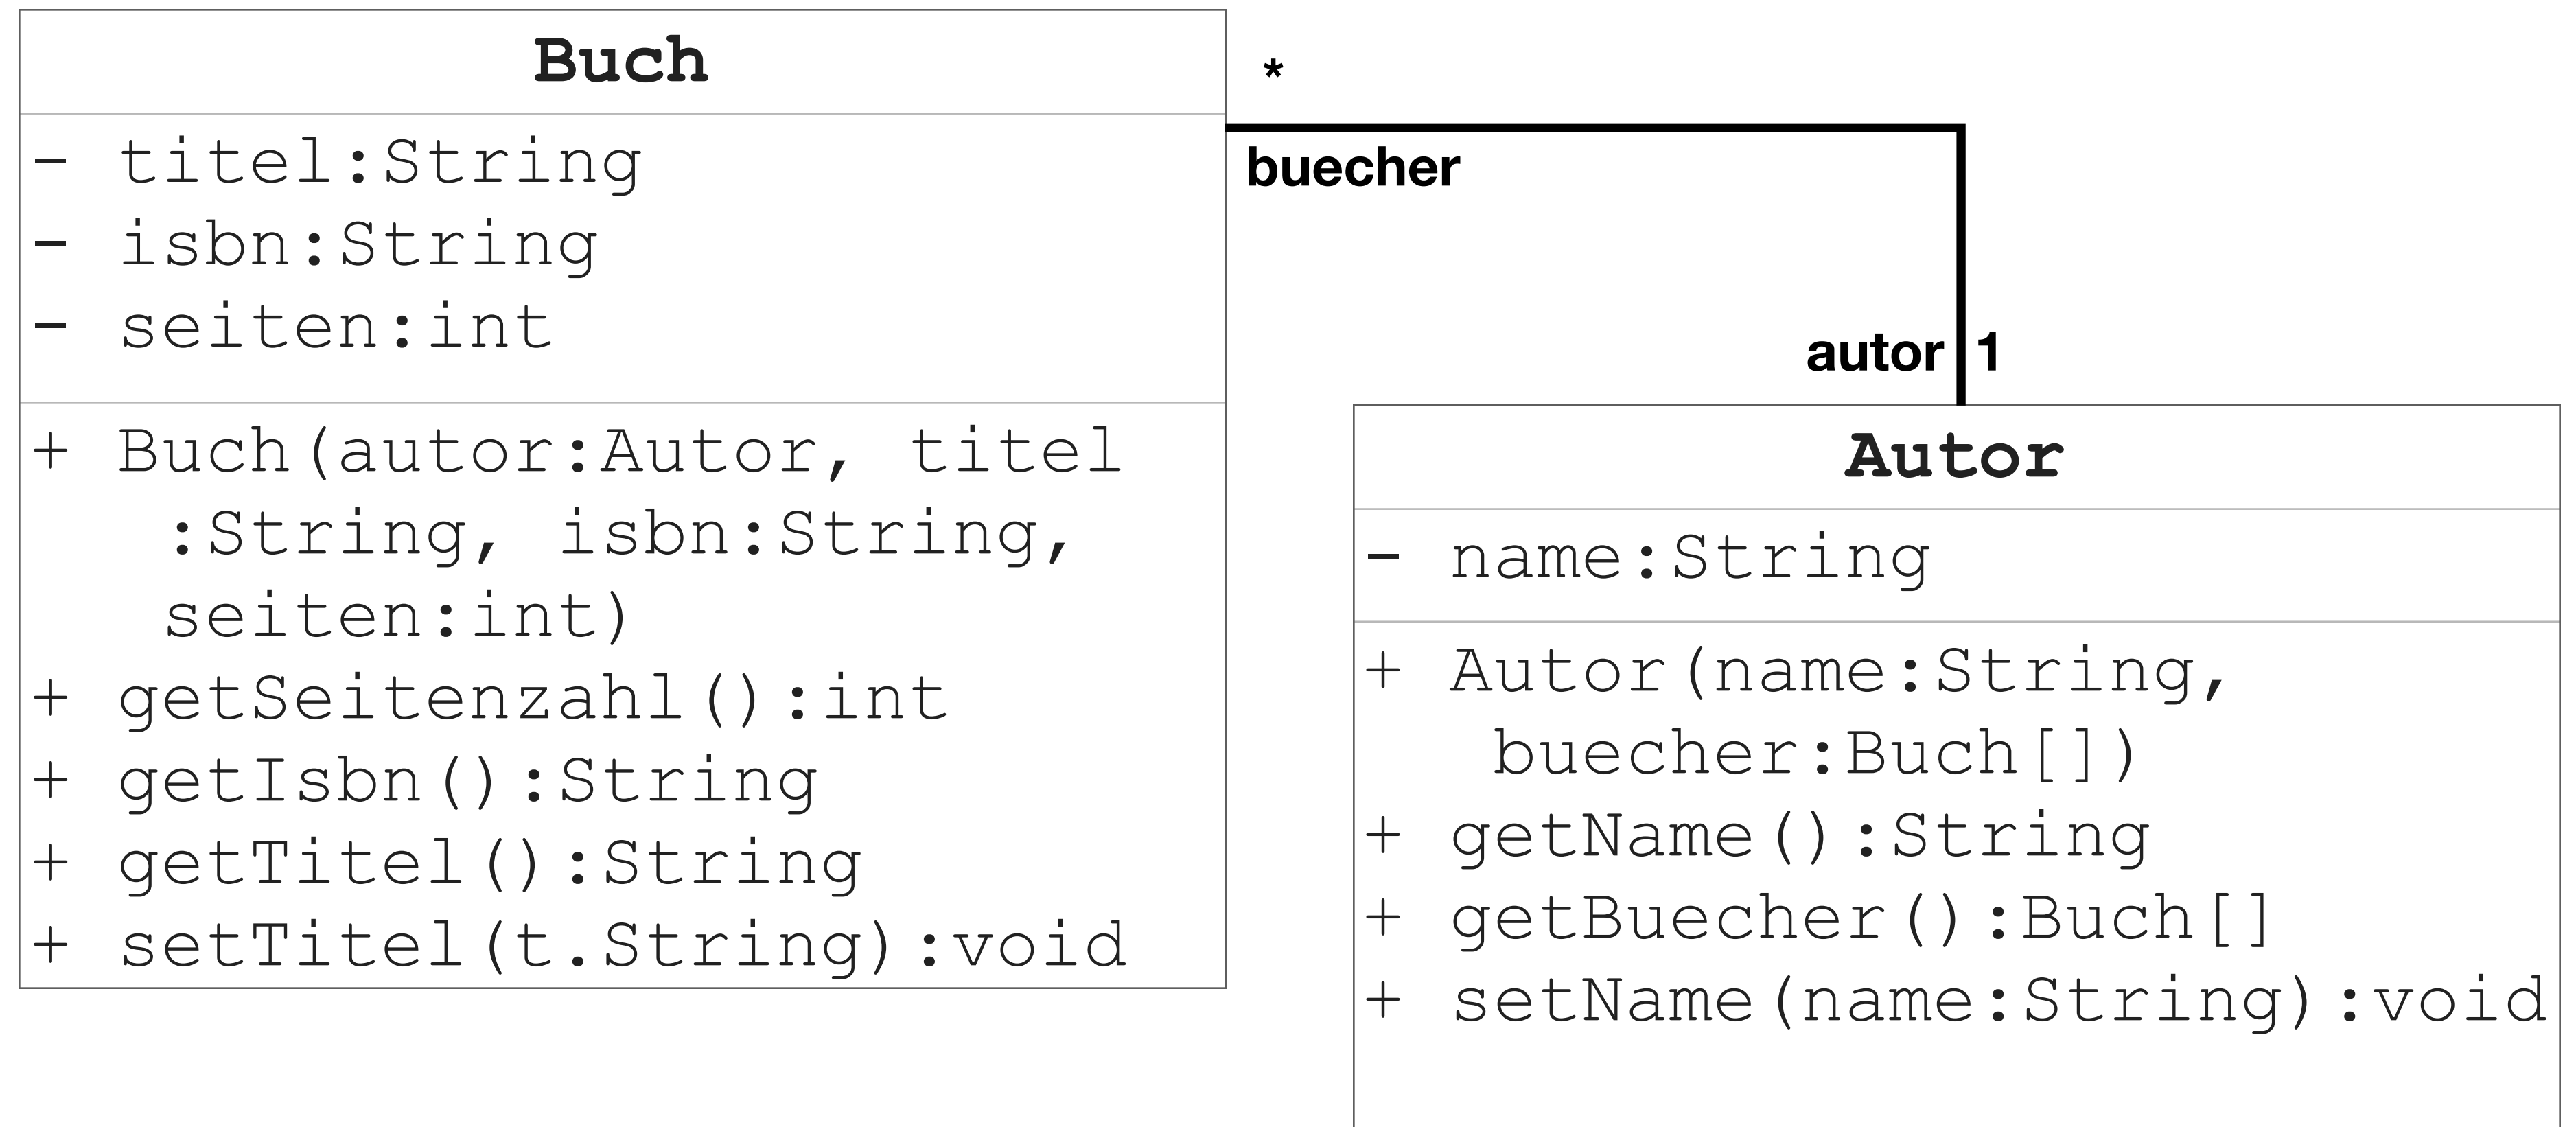 Buch
- titel:String
- isbn:String
- seiten:int
+ Buch(autor:Autor, titel
:String, isbn:String,
seiten:int)
+ getSeitenzahl():int
+ getIsbn():String
+ getTitel():String
+ setTitel(t.String):void
*
buecher
autor 1
Autor
- name:String
+ Autor(name:String,
buecher:Buch[])
+ getName():String
+ getBuecher():Buch[]
+ setName(name:String):void